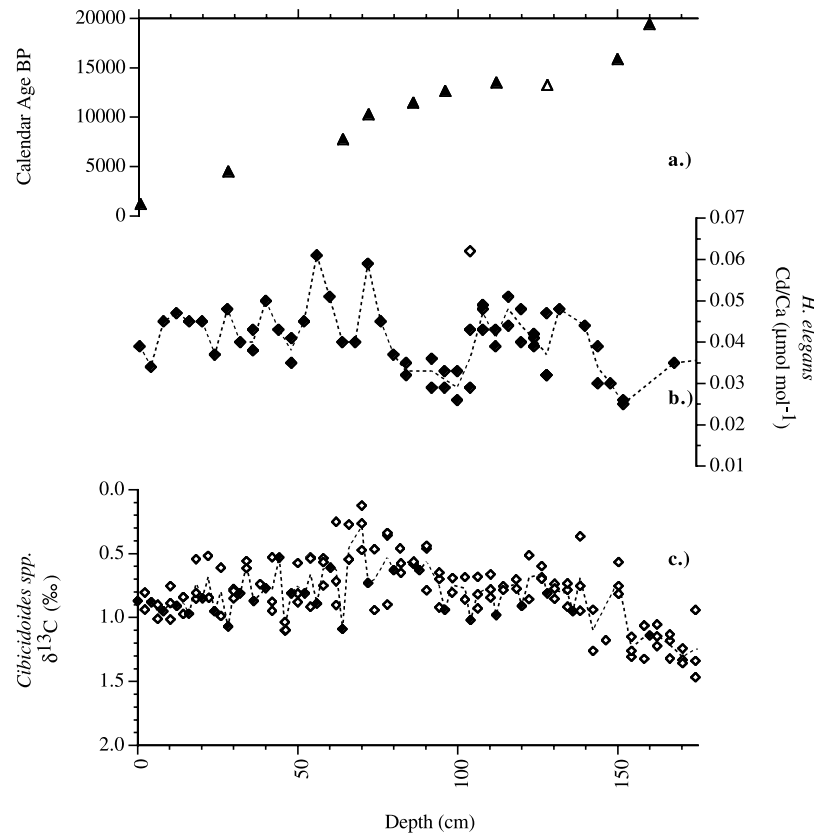 20000
15000
10000
5000
0
Calendar Age BP
a.)
0.07
0.06
0.05
0.04
0.03
0.02
0.01
H. elegans
Cd/Ca (μmol mol-1)
b.)
0.0
0.5
1.0
1.5
2.0
Cibicidoides spp.
δ13C (‰)
c.)
0
50
100
150
Depth (cm)